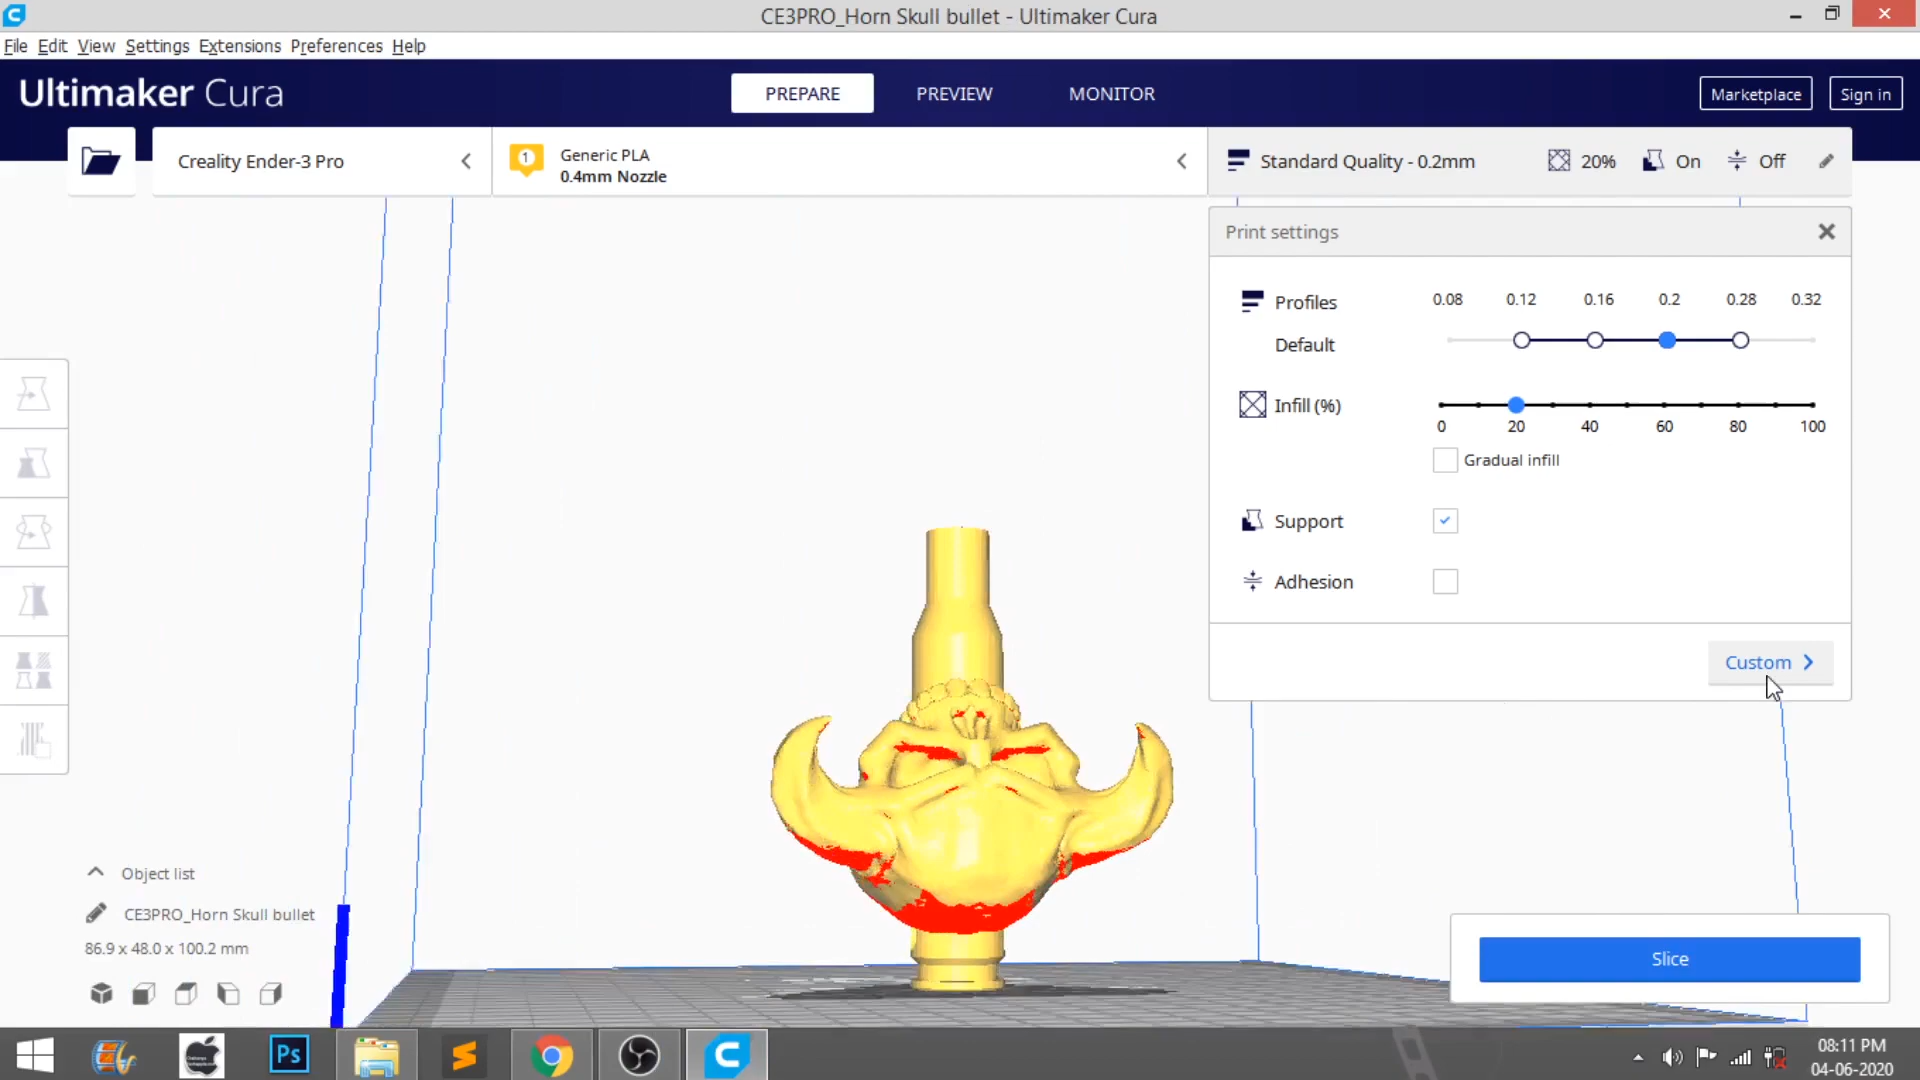 CE3PRO_Horn Skull bullet - Ultimaker Cura
File Edit View Settings Extensions Preferences Help
Ultimaker Cura
PREPARE PREVIEW MONITOR
Marketplace Sign in
Creality Ender-3 Pro
1
Generic PLA
0.4mm Nozzle
Standard Quality - 0.2mm 20% On Off
Print settings
Profiles 0.08 0.12 0.16 0.2 0.28 0.32
Default
Infill (%)
0 20 40 60 80 100
Gradual infill
Support
Adhesion
Custom
Object list
CE3PRO_Horn Skull bullet
86.9 x 48.0 x 100.2 mm
Slice
Ps
08:11 PM
04-06-2020